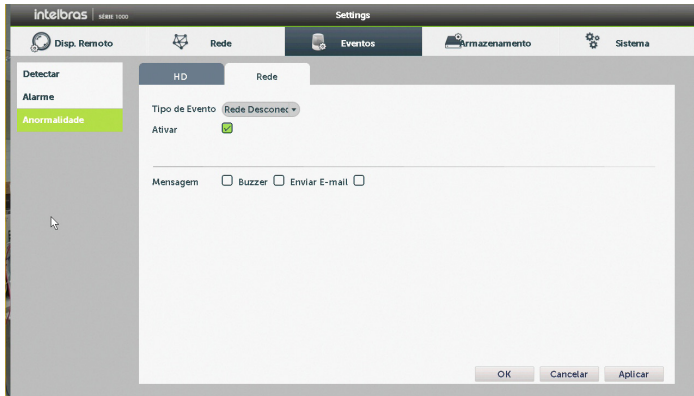 intelbras SÉRIE 1000
Settings
Disp. Remoto Rede Eventos Armazenamento Sistema
Detectar
Alarme
Anormalidade
HD Rede
Tipo de Evento Rede Desconec
Ativar
Mensagem Buzzer Enviar E-mail
OK Cancelar Aplicar